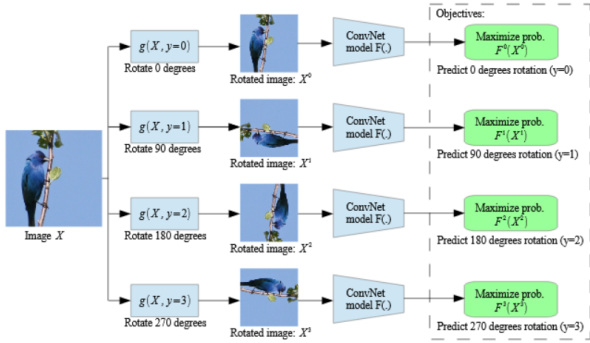 Objectives:
g(X, y=0)
Rotate 0 degrees
Rotated image: X⁰
ConvNet
model F(.)
Maximize prob.
F⁰(X⁰)
Predict 0 degrees rotation (y=0)
g(X, y=1)
Rotate 90 degrees
Rotated image: X¹
ConvNet
model F(.)
Maximize prob.
F¹(X¹)
Predict 90 degrees rotation (y=1)
Image X
g(X, y=2)
Rotate 180 degrees
Rotated image: X²
ConvNet
model F(.)
Maximize prob.
F²(X²)
Predict 180 degrees rotation (y=2)
g(X, y=3)
Rotate 270 degrees
Rotated image: X³
ConvNet
model F(.)
Maximize prob.
F³(X³)
Predict 270 degrees rotation (y=3)